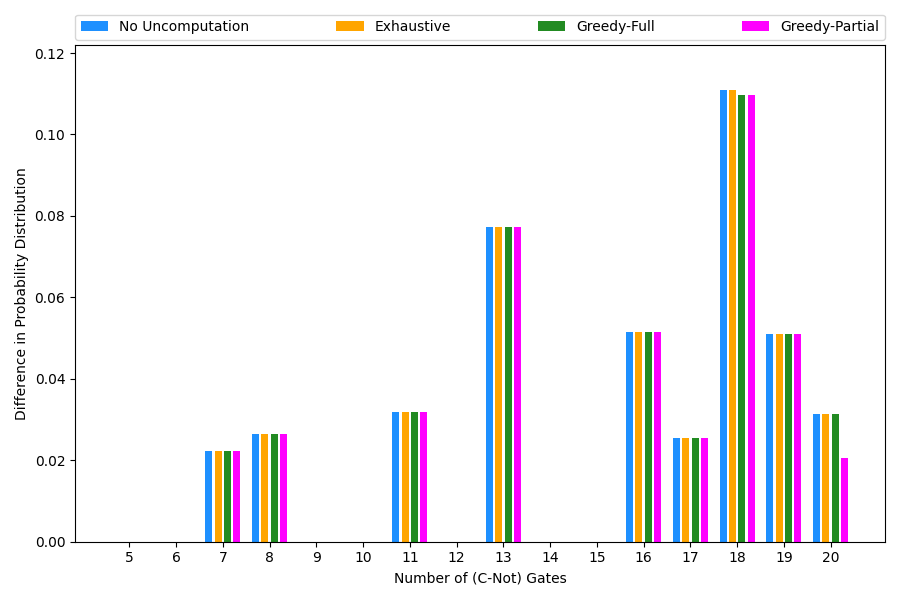 No Uncomputation Exhaustive Greedy-Full Greedy-Partial
0.12
0.10
0.08
0.06
0.04
0.02
0.00
Difference in Probability Distribution
5 6 7 8 9 10 11 12 13 14 15 16 17 18 19 20
Number of (C-Not) Gates